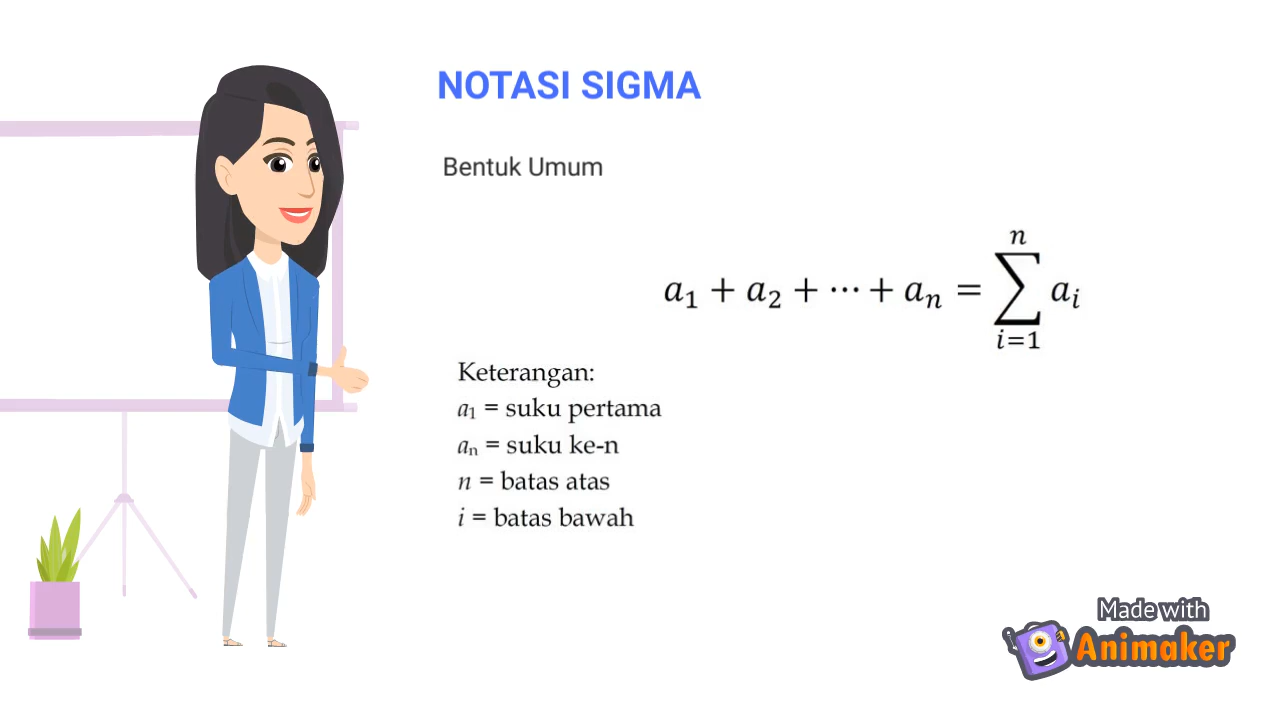 NOTASI SIGMA
Bentuk Umum
a₁ + a₂ + ⋯ + aₙ = ∑ⁿᵢ₌₁ aᵢ
Keterangan:
a₁ = suku pertama
aₙ = suku ke-n
n = batas atas
i = batas bawah
Made with
Animaker